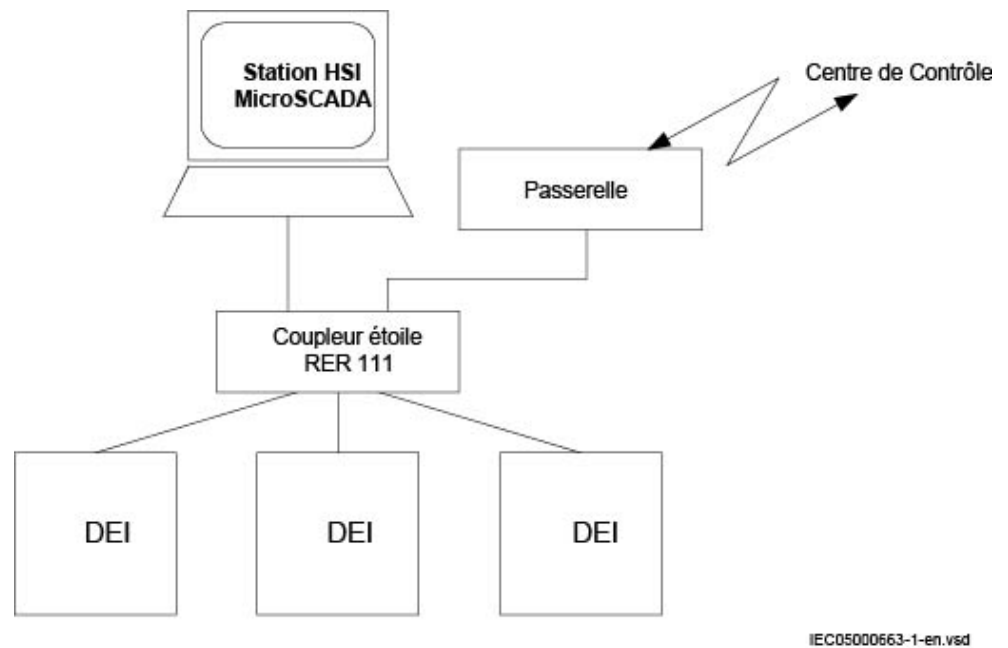 Station HSI
MicroSCADA
Centre de Contrôle
Passerelle
Coupleur étoile
RER 111
DEI
DEI
DEI
IEC05000663-1-en.vsd